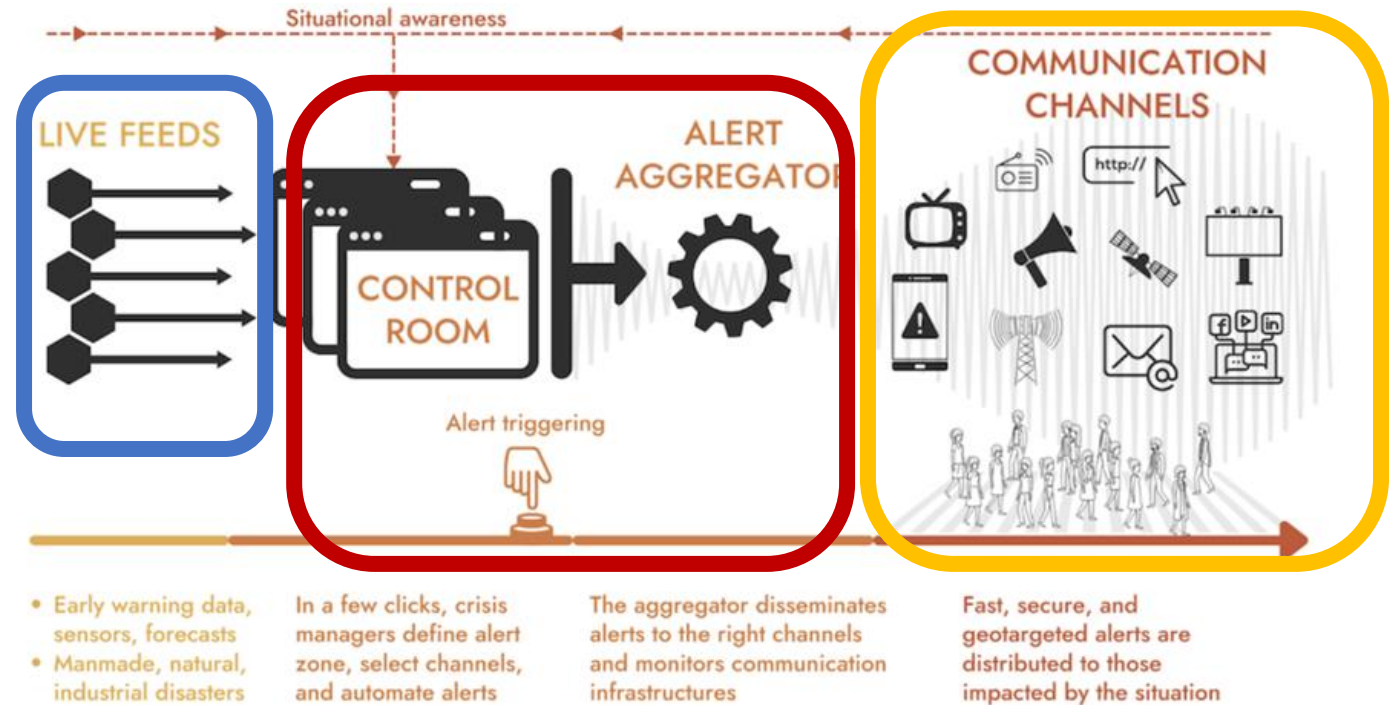 Situational awareness
COMMUNICATION
CHANNELS
LIVE FEEDS
ALERT
AGGREGATOR
http://
CONTROL
ROOM
f
in
@
Alert triggering
• Early warning data,
sensors, forecasts
• Manmade, natural,
industrial disasters
In a few clicks, crisis
managers define alert
zone, select channels,
and automate alerts
The aggregator disseminates
alerts to the right channels
and monitors communication
infrastructures
Fast, secure, and
geotargeted alerts are
distributed to those
impacted by the situation